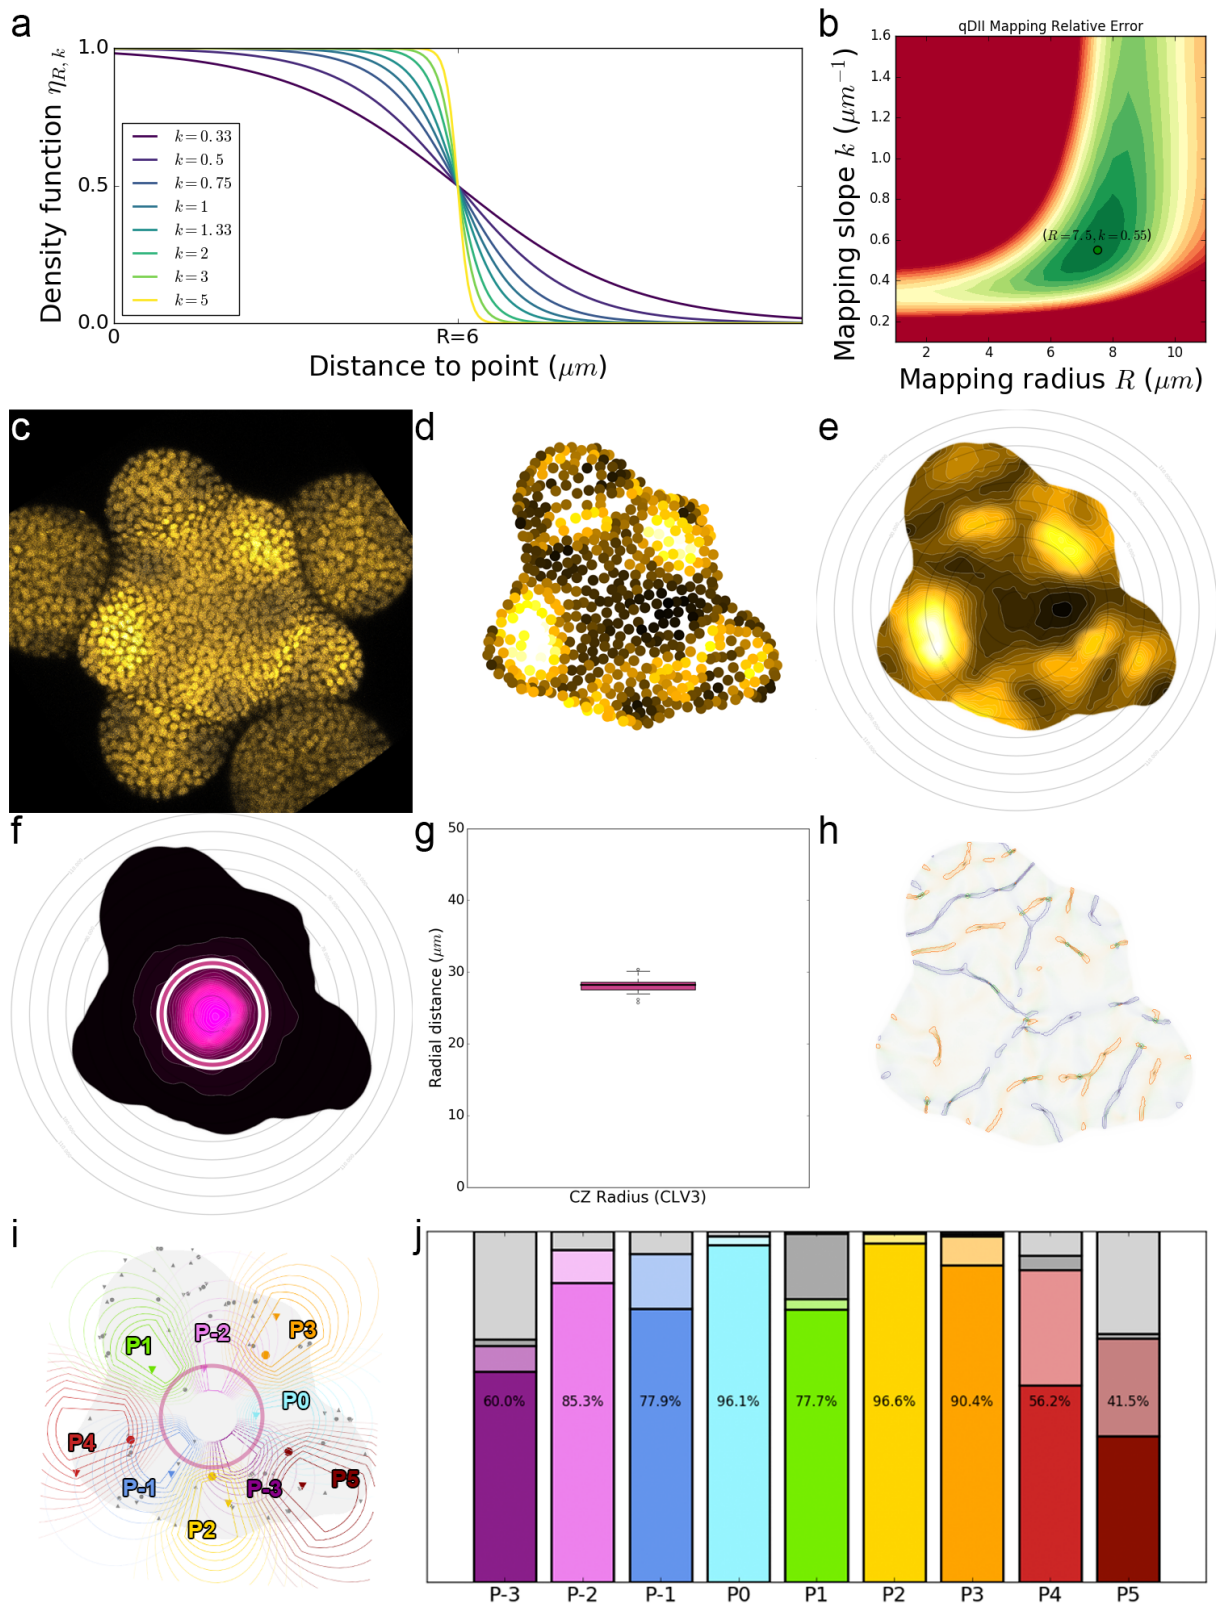 a
Density function η_{R,k}
1.0
0.5
0.0
k=0.33
k=0.5
k=0.75
k=1
k=1.33
k=2
k=3
k=5
0
R=6
Distance to point (μm)
b
qDII Mapping Relative Error
Mapping slope k (μm⁻¹)
1.6
1.4
1.2
1.0
0.8
0.6
0.4
0.2
(R=7.5,k=0.55)
2 4 6 8 10
Mapping radius R (μm)
c
d
e
f
g
50
40
30
20
10
0
Radial distance (μm)
CZ Radius (CLV3)
h
i
P1
P-2
P3
P0
P4
P-1
P-3
P5
P2
j
60.0% 85.3% 77.9% 96.1% 77.7% 96.6% 90.4% 56.2% 41.5%
P-3 P-2 P-1 P0 P1 P2 P3 P4 P5